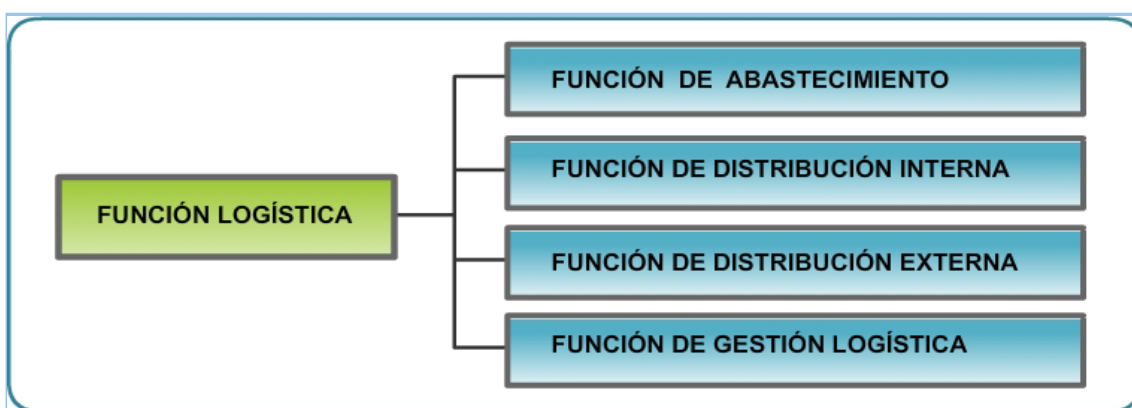 FUNCIÓN DE ABASTECIMIENTO
FUNCIÓN DE DISTRIBUCIÓN INTERNA
FUNCIÓN LOGÍSTICA
FUNCIÓN DE DISTRIBUCIÓN EXTERNA
FUNCIÓN DE GESTIÓN LOGÍSTICA